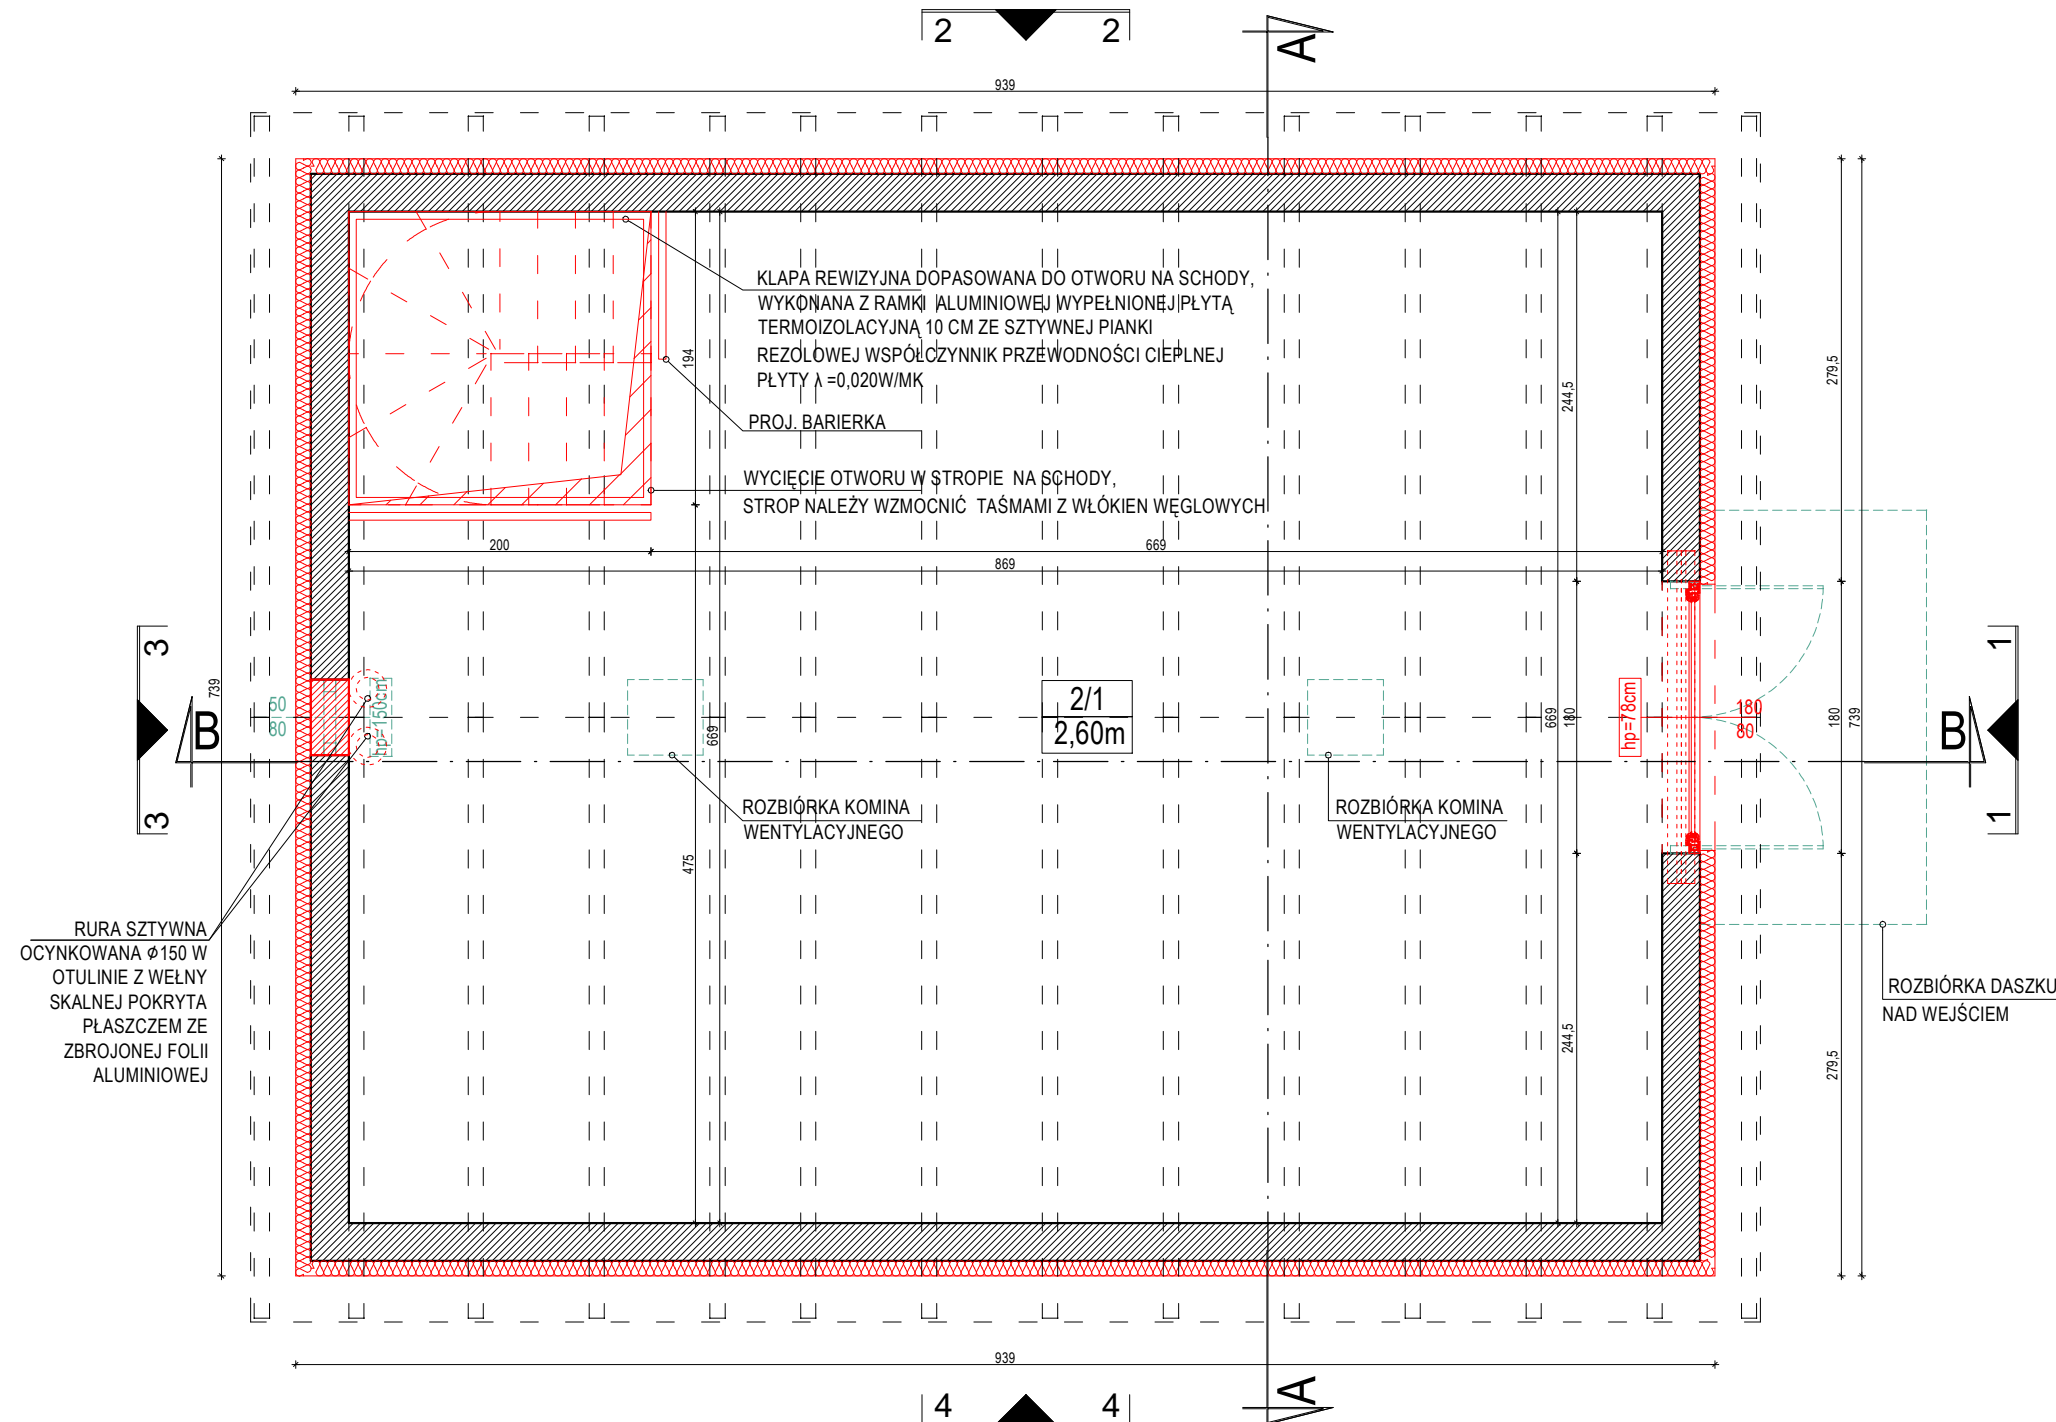 2 2
A
939
KLAPA REWIZYJNA DOPASOWANA DO OTWORU NA SCHODY,
WYKONANA Z RAMKI ALUMINIOWEJ WYPEŁNIONEJ PŁYTĄ
TERMOIZOLACYJNĄ 10 CM ZE SZTYWNEJ PIANKI
REZOLOWEJ WSPÓŁCZYNNIK PRZEWODNOŚCI CIEPLNEJ
PŁYTY λ =0,020W/MK
194
279,5
244,5
PROJ. BARIERKA
WYCIĘCIE OTWORU W STROPIE NA SCHODY,
STROP NALEŻY WZMOCNIĆ TAŚMAMI Z WŁÓKIEN WĘGLOWYCH
200
669
869
3
3
739
B
50
80
hp=150cm
669
2/1
2,60m
669
180
hp=78cm
180
80
180
739
B
1
1
ROZBIÓRKA KOMINA
WENTYLACYJNEGO
ROZBIÓRKA KOMINA
WENTYLACYJNEGO
475
RURA SZTYWNA
OCYNKOWANA φ150 W
OTULINIE Z WEŁNY
SKALNEJ POKRYTA
PŁASZCZEM ZE
ZBROJONEJ FOLII
ALUMINIOWEJ
ROZBIÓRKA DASZKU
NAD WEJŚCIEM
244,5
279,5
939
4 4
A